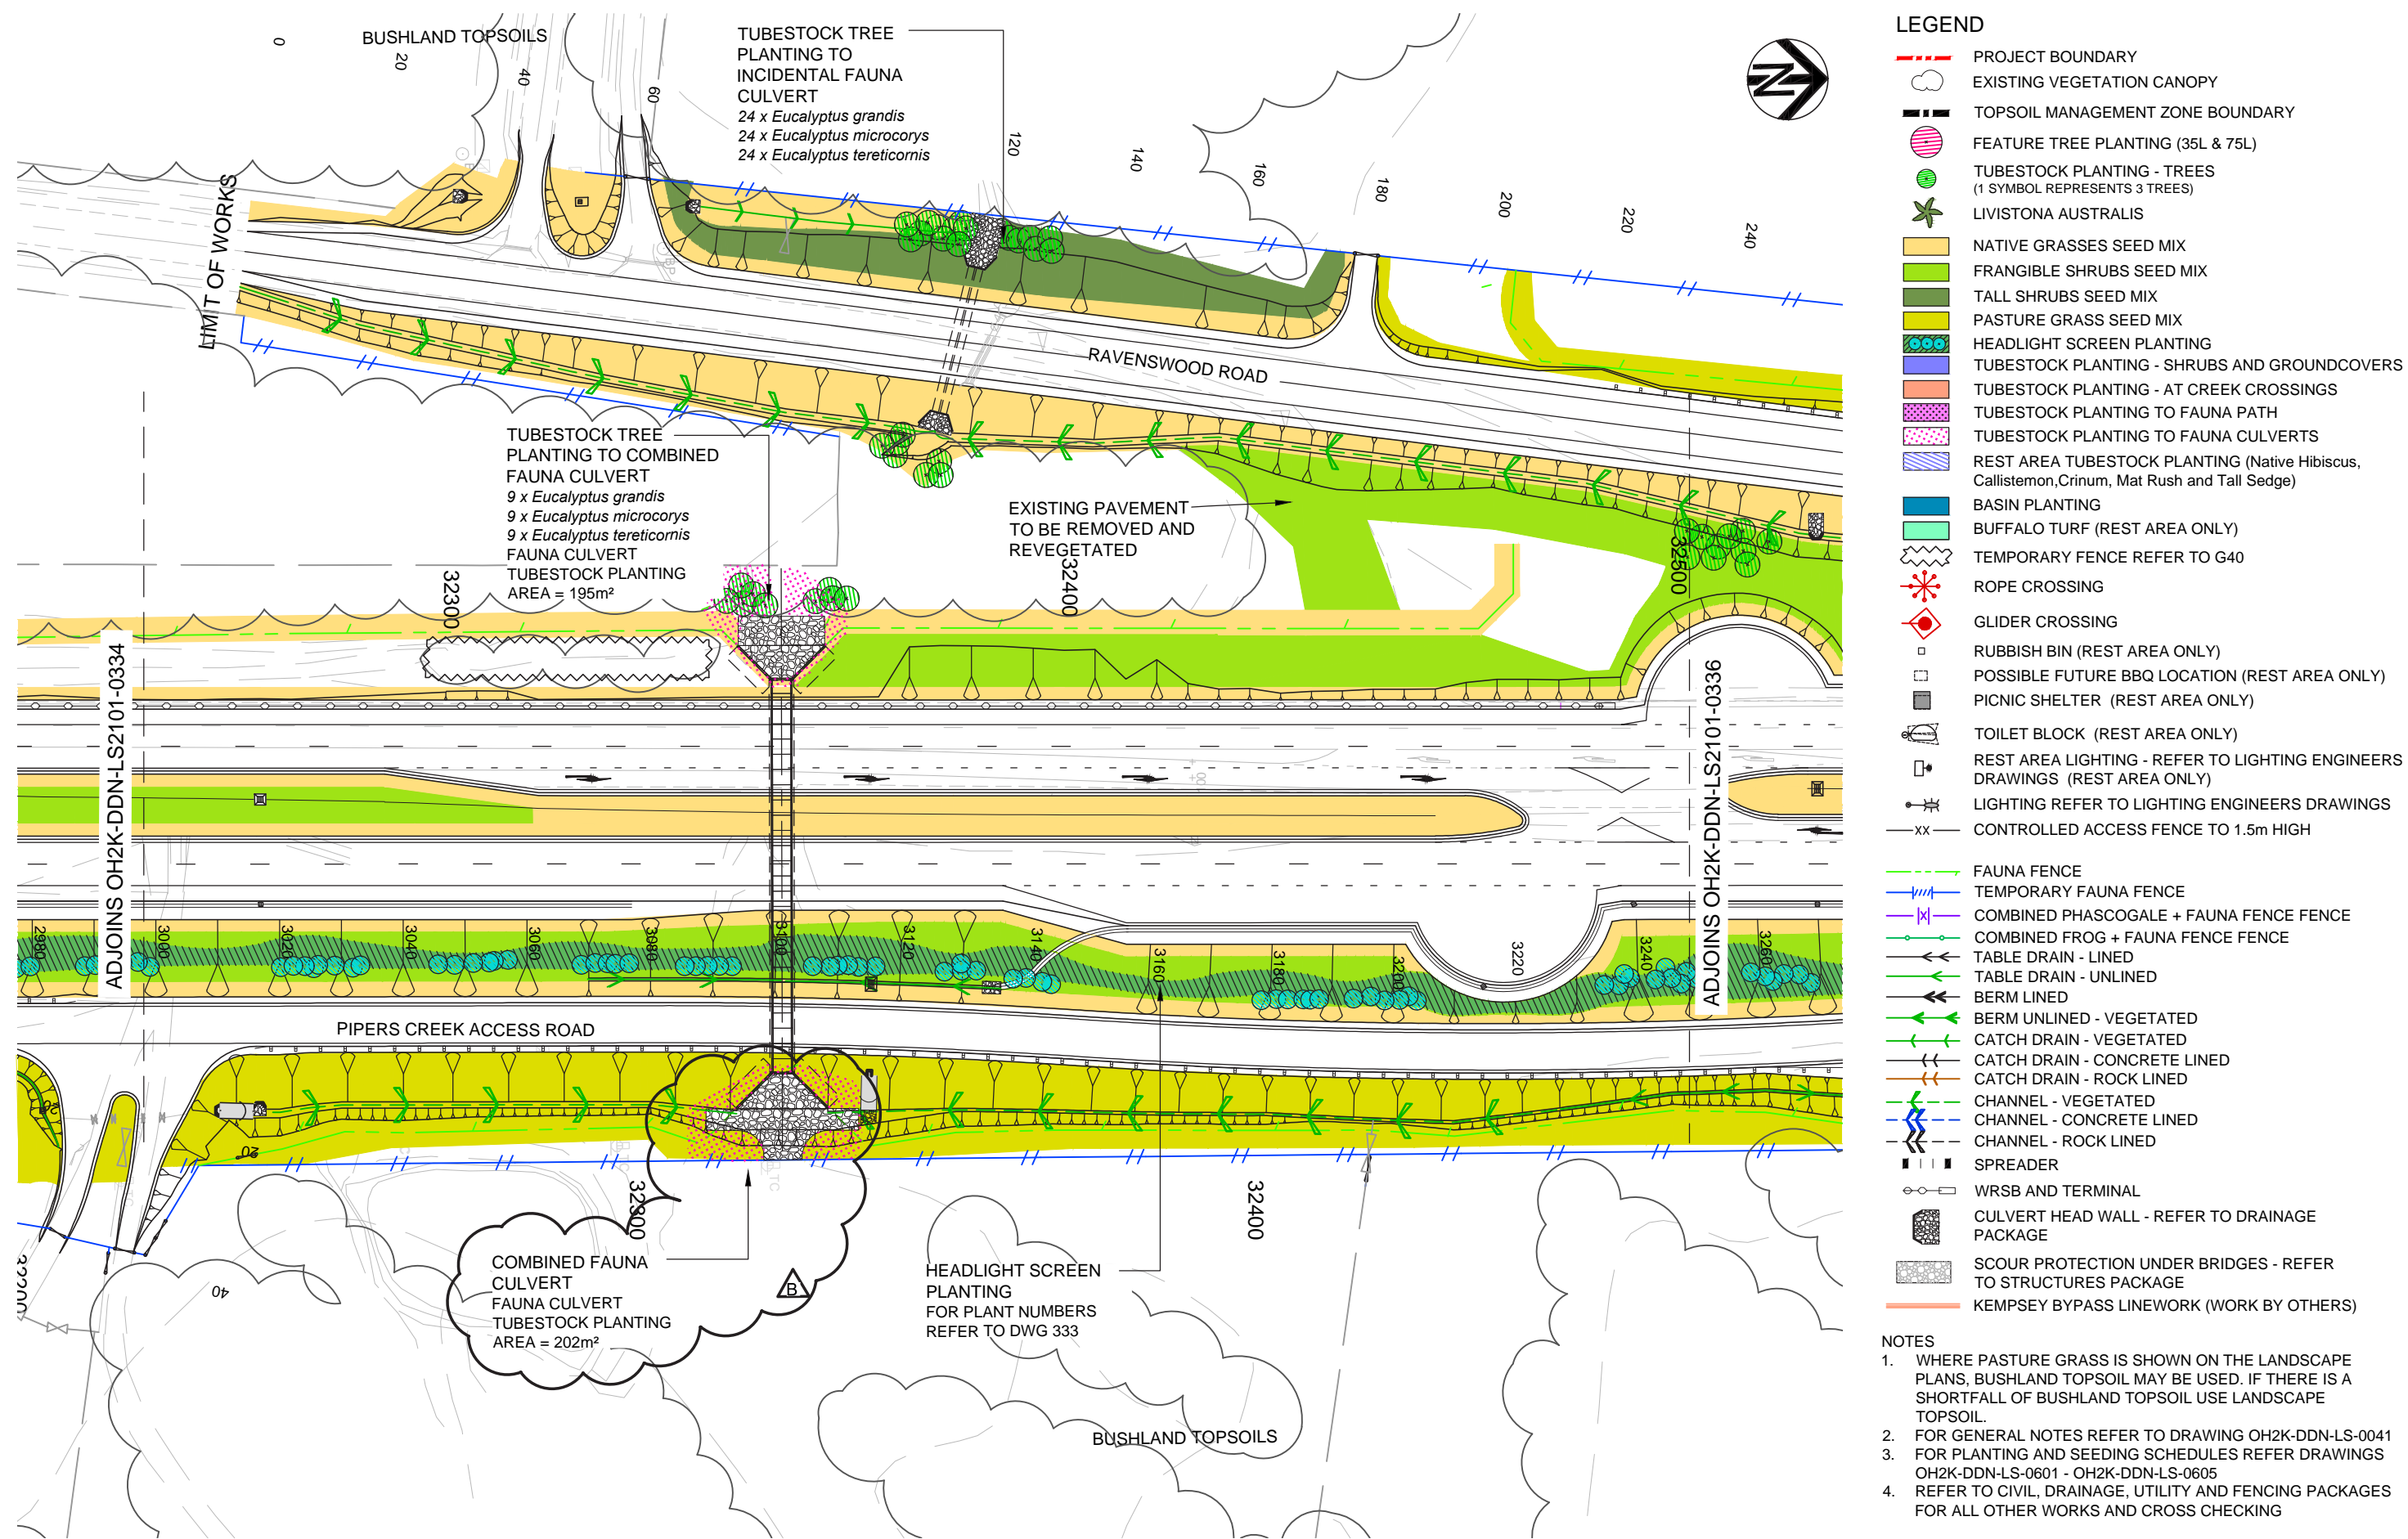 BUSHLAND TOPSOILS
0
20
40
60
120
140
160
180
200
220
240
TUBESTOCK TREE
PLANTING TO
INCIDENTAL FAUNA
CULVERT
24 x Eucalyptus grandis
24 x Eucalyptus microcorys
24 x Eucalyptus tereticornis
N
LIMIT OF WORKS
RAVENSWOOD ROAD
TUBESTOCK TREE
PLANTING TO COMBINED
FAUNA CULVERT
9 x Eucalyptus grandis
9 x Eucalyptus microcorys
9 x Eucalyptus tereticornis
FAUNA CULVERT
TUBESTOCK PLANTING
AREA = 195m²
EXISTING PAVEMENT
TO BE REMOVED AND
REVEGETATED
32300
32400
32500
ADJOINS OH2K-DDN-LS2101-0334
ADJOINS OH2K-DDN-LS2101-0336
2980
3000
3020
3040
3060
3080
3100
3120
3140
3160
3180
3200
3220
3240
3260
PIPERS CREEK ACCESS ROAD
20
20
40
32200
32300
32400
COMBINED FAUNA
CULVERT
FAUNA CULVERT
TUBESTOCK PLANTING
AREA = 202m²
B
HEADLIGHT SCREEN
PLANTING
FOR PLANT NUMBERS
REFER TO DWG 333
BUSHLAND TOPSOILS
LEGEND
PROJECT BOUNDARY
EXISTING VEGETATION CANOPY
TOPSOIL MANAGEMENT ZONE BOUNDARY
FEATURE TREE PLANTING (35L & 75L)
TUBESTOCK PLANTING - TREES
(1 SYMBOL REPRESENTS 3 TREES)
LIVISTONA AUSTRALIS
NATIVE GRASSES SEED MIX
FRANGIBLE SHRUBS SEED MIX
TALL SHRUBS SEED MIX
PASTURE GRASS SEED MIX
HEADLIGHT SCREEN PLANTING
TUBESTOCK PLANTING - SHRUBS AND GROUNDCOVERS
TUBESTOCK PLANTING - AT CREEK CROSSINGS
TUBESTOCK PLANTING TO FAUNA PATH
TUBESTOCK PLANTING TO FAUNA CULVERTS
REST AREA TUBESTOCK PLANTING (Native Hibiscus,
Callistemon,Crinum, Mat Rush and Tall Sedge)
BASIN PLANTING
BUFFALO TURF (REST AREA ONLY)
TEMPORARY FENCE REFER TO G40
ROPE CROSSING
GLIDER CROSSING
RUBBISH BIN (REST AREA ONLY)
POSSIBLE FUTURE BBQ LOCATION (REST AREA ONLY)
PICNIC SHELTER (REST AREA ONLY)
TOILET BLOCK (REST AREA ONLY)
REST AREA LIGHTING - REFER TO LIGHTING ENGINEERS
DRAWINGS (REST AREA ONLY)
LIGHTING REFER TO LIGHTING ENGINEERS DRAWINGS
XX CONTROLLED ACCESS FENCE TO 1.5m HIGH
FAUNA FENCE
TEMPORARY FAUNA FENCE
COMBINED PHASCOGALE + FAUNA FENCE FENCE
COMBINED FROG + FAUNA FENCE FENCE
TABLE DRAIN - LINED
TABLE DRAIN - UNLINED
BERM LINED
BERM UNLINED - VEGETATED
CATCH DRAIN - VEGETATED
CATCH DRAIN - CONCRETE LINED
CATCH DRAIN - ROCK LINED
CHANNEL - VEGETATED
CHANNEL - CONCRETE LINED
CHANNEL - ROCK LINED
SPREADER
WRSB AND TERMINAL
CULVERT HEAD WALL - REFER TO DRAINAGE
PACKAGE
SCOUR PROTECTION UNDER BRIDGES - REFER
TO STRUCTURES PACKAGE
KEMPSEY BYPASS LINEWORK (WORK BY OTHERS)
NOTES
1. WHERE PASTURE GRASS IS SHOWN ON THE LANDSCAPE
PLANS, BUSHLAND TOPSOIL MAY BE USED. IF THERE IS A
SHORTFALL OF BUSHLAND TOPSOIL USE LANDSCAPE
TOPSOIL.
2. FOR GENERAL NOTES REFER TO DRAWING OH2K-DDN-LS-0041
3. FOR PLANTING AND SEEDING SCHEDULES REFER DRAWINGS
OH2K-DDN-LS-0601 - OH2K-DDN-LS-0605
4. REFER TO CIVIL, DRAINAGE, UTILITY AND FENCING PACKAGES
FOR ALL OTHER WORKS AND CROSS CHECKING